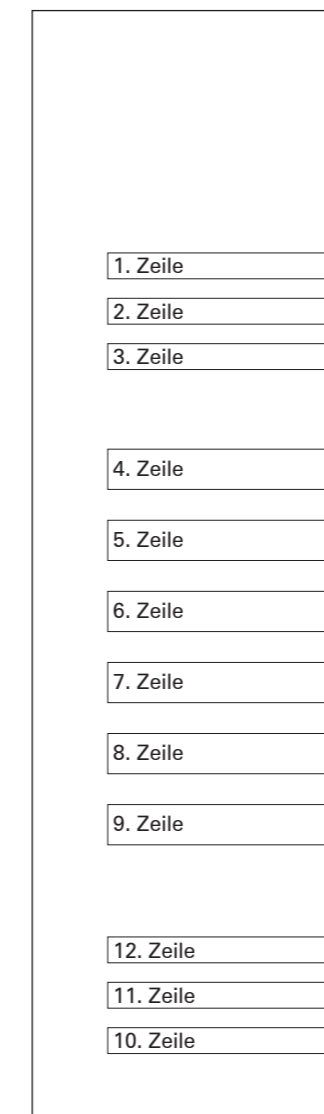 1. Zeile
2. Zeile
3. Zeile
4. Zeile
5. Zeile
6. Zeile
7. Zeile
8. Zeile
9. Zeile
12. Zeile
11. Zeile
10. Zeile